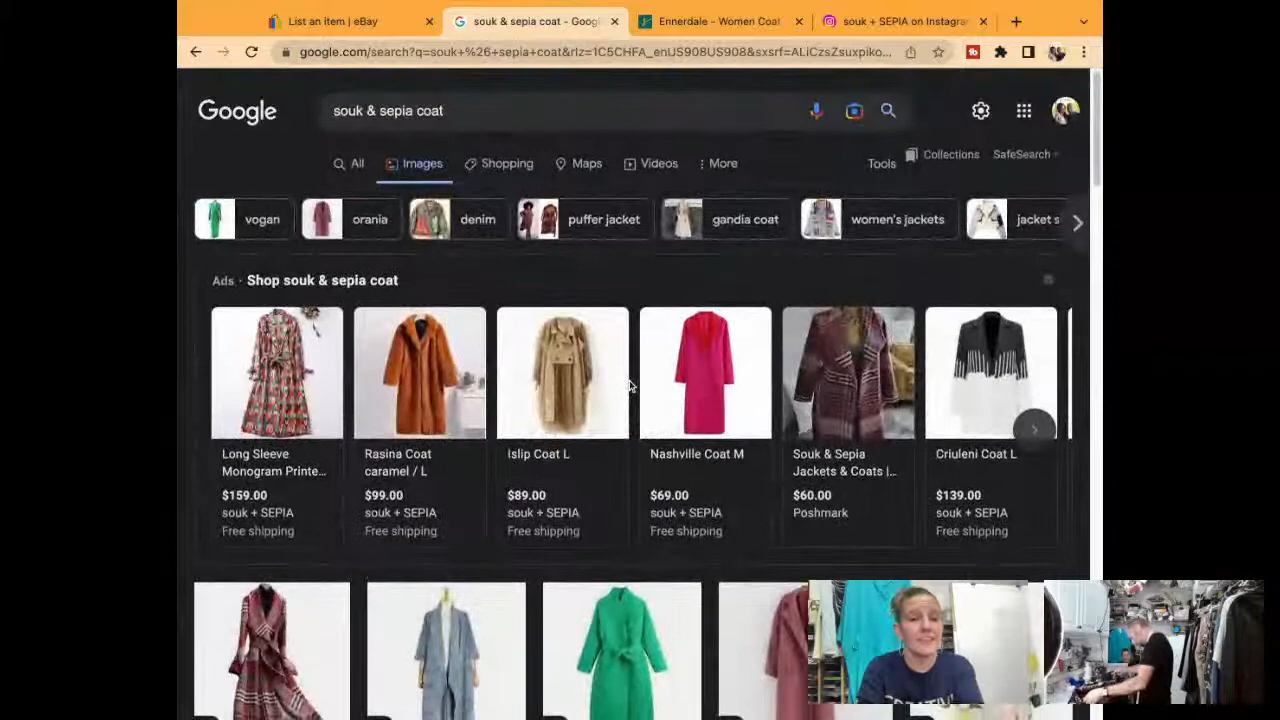 List an item | eBay
souk & sepia coat - Googl
Ennerdale - Women Coat
souk + SEPIA on Instagram
google.com/search?q=souk+%26+sepia+coat&rlz=1C5CHFA_enUS908US908&sxsrf=ALiCzsZsuxpiko...
Google
souk & sepia coat
All
Images
Shopping
Maps
Videos
More
Tools
Collections
SafeSearch
vogan
orania
denim
puffer jacket
gandia coat
women's jackets
jacket s
Ads · Shop souk & sepia coat
Long Sleeve
Monogram Printe...
$159.00
souk + SEPIA
Free shipping
Rasina Coat
caramel / L
$99.00
souk + SEPIA
Free shipping
Islip Coat L
$89.00
souk + SEPIA
Free shipping
Nashville Coat M
$69.00
souk + SEPIA
Free shipping
Souk & Sepia
Jackets & Coats |...
$60.00
Poshmark
Criuleni Coat L
$139.00
souk + SEPIA
Free shipping